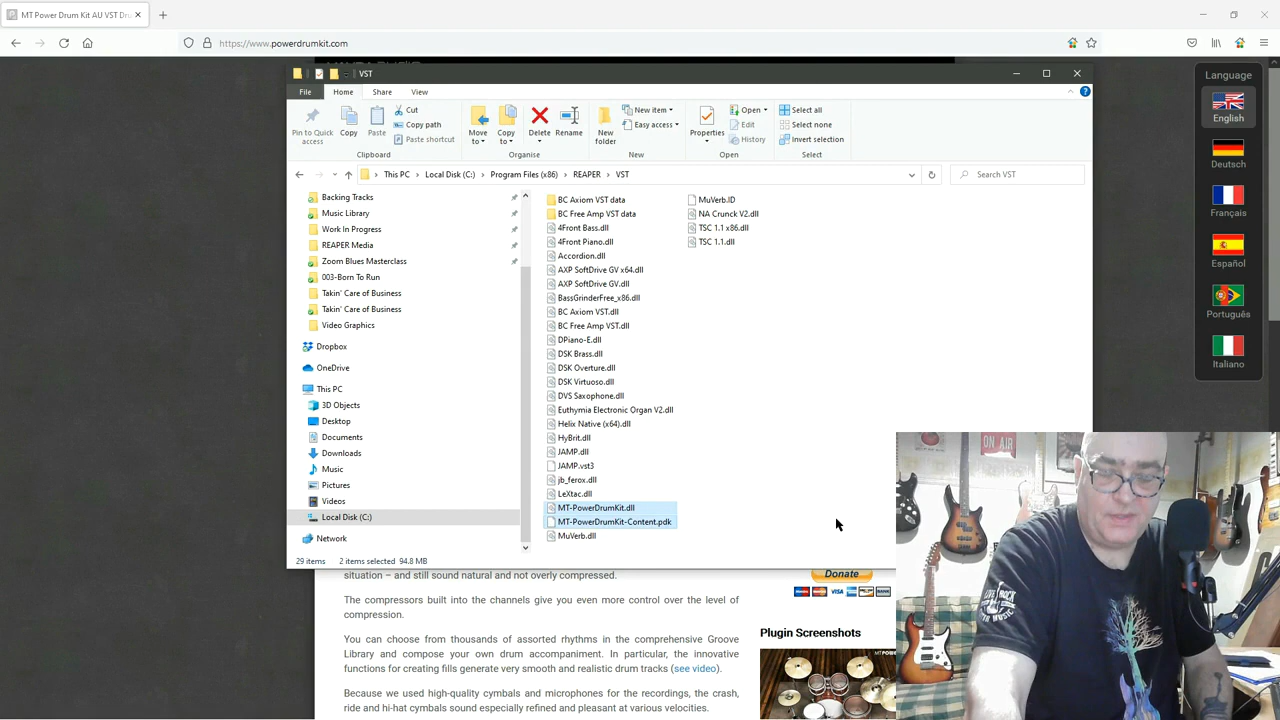 MT Power Drum Kit AU VST Dru
https://www.powerdrumkit.com
VST
File
Home
Share
View
Pin to Quick access
Copy
Paste
Cut
Copy path
Paste shortcut
Clipboard
Move to
Copy to
Delete
Rename
Organise
New folder
New item
Easy access
New
Properties
Open
Edit
History
Open
Select all
Select none
Invert selection
Select
This PC
Local Disk (C:)
Program Files (x86)
REAPER
VST
Search VST
Backing Tracks
Music Library
Work In Progress
REAPER Media
Zoom Blues Masterclass
003-Born To Run
Takin' Care of Business
Takin' Care of Business
Video Graphics
Dropbox
OneDrive
This PC
3D Objects
Desktop
Documents
Downloads
Music
Pictures
Videos
Local Disk (C:)
Network
BC Axiom VST data
BC Free Amp VST data
4Front Bass.dll
4Front Piano.dll
Accordion.dll
AXP SoftDrive GV x64.dll
AXP SoftDrive GV.dll
BassGrinderFree_x86.dll
BC Axiom VST.dll
BC Free Amp VST.dll
DPiano-E.dll
DSK Brass.dll
DSK Overture.dll
DSK Virtuoso.dll
DVS Saxophone.dll
Euthymia Electronic Organ V2.dll
Helix Native (x64).dll
HyBrit.dll
JAMP.dll
JAMP.vst3
jb_ferox.dll
LeXtac.dll
MT-PowerDrumKit.dll
MT-PowerDrumKit-Content.pdk
MuVerb.dll
MuVerb.ID
NA Crunck V2.dll
TSC 1.1 x86.dll
TSC 1.1.dll
29 items
2 items selected 94.8 MB
Language
English
Deutsch
Français
Español
Português
Italiano
situation – and still sound natural and not overly compressed.
The compressors built into the channels give you even more control over the level of
compression.
You can choose from thousands of assorted rhythms in the comprehensive Groove
Library and compose your own drum accompaniment. In particular, the innovative
functions for creating fills generate very smooth and realistic drum tracks (see video).
Because we used high-quality cymbals and microphones for the recordings, the crash,
ride and hi-hat cymbals sound especially refined and pleasant at various velocities.
Donate
VISA
Plugin Screenshots
ON AIR